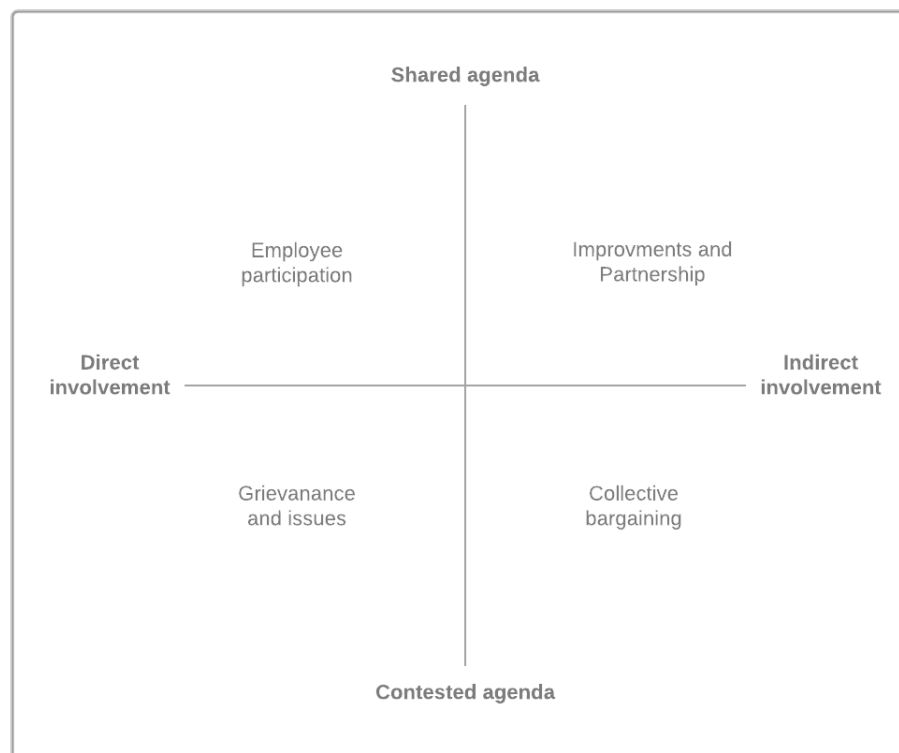 Shared agenda
Employee
participation
Improvments and
Partnership
Direct
involvement
Indirect
involvement
Grievanance
and issues
Collective
bargaining
Contested agenda